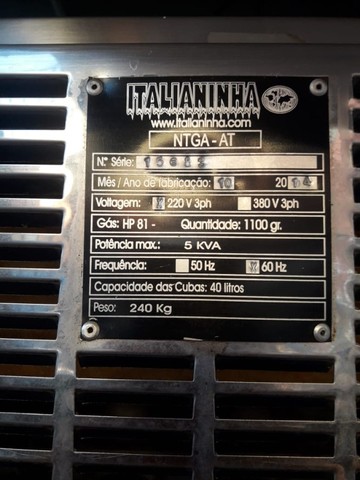 ITALIANINHA
www.italianinha.com
NTGA-AT
N.º Série:
Mês/Ano de fabricação: 10 2014
Voltagem: X 220 V 3ph 380 V 3ph
Gás: HP 81 - Quantidade: 1100 gr.
Potência max.: 5 KVA
Frequência: 50 Hz X 60 Hz
Capacidade das Cubas: 40 litros
Peso: 240 Kg